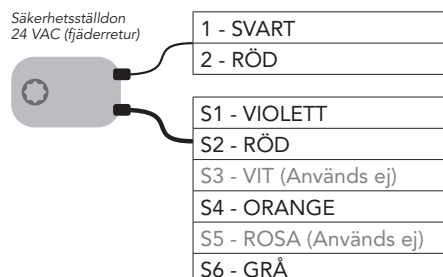 Säkerhetsställdon
24 VAC (fjäderretur)
1 - SVART
2 - RÖD
S1 - VIOLETT
S2 - RÖD
S3 - VIT (Används ej)
S4 - ORANGE
S5 - ROSA (Används ej)
S6 - GRÅ